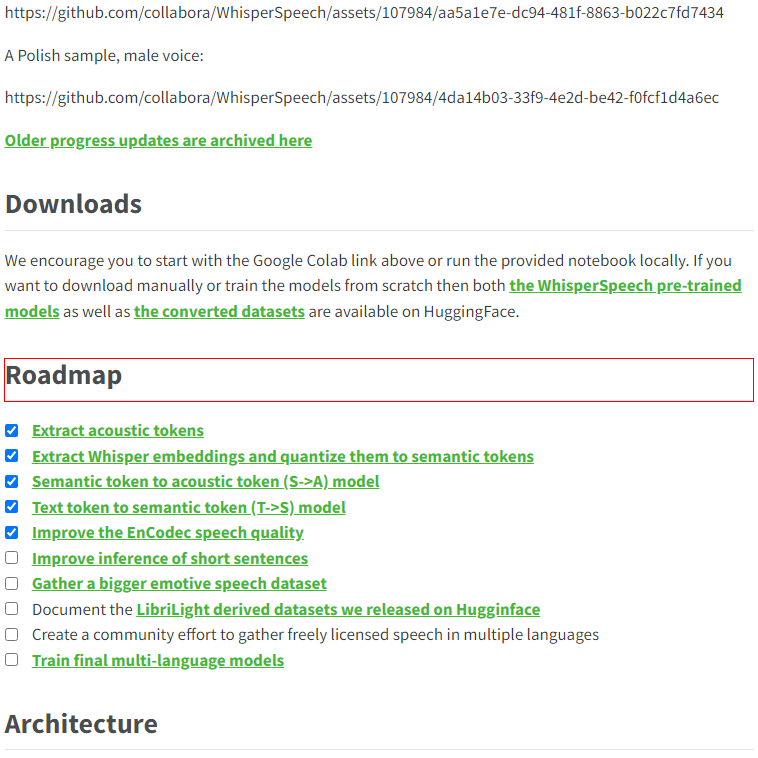 https://github.com/collabora/WhisperSpeech/assets/107984/aa5a1e7e-dc94-481f-8863-b022c7fd7434
A Polish sample, male voice:
https://github.com/collabora/WhisperSpeech/assets/107984/4da14b03-33f9-4e2d-be42-f0fcf1d4a6ec
Older progress updates are archived here
Downloads
We encourage you to start with the Google Colab link above or run the provided notebook locally. If you
want to download manually or train the models from scratch then both the WhisperSpeech pre-trained
models as well as the converted datasets are available on HuggingFace.
Roadmap
Extract acoustic tokens
Extract Whisper embeddings and quantize them to semantic tokens
Semantic token to acoustic token (S->A) model
Text token to semantic token (T->S) model
Improve the EnCodec speech quality
Improve inference of short sentences
Gather a bigger emotive speech dataset
Document the LibriLight derived datasets we released on Hugginface
Create a community effort to gather freely licensed speech in multiple languages
Train final multi-language models
Architecture